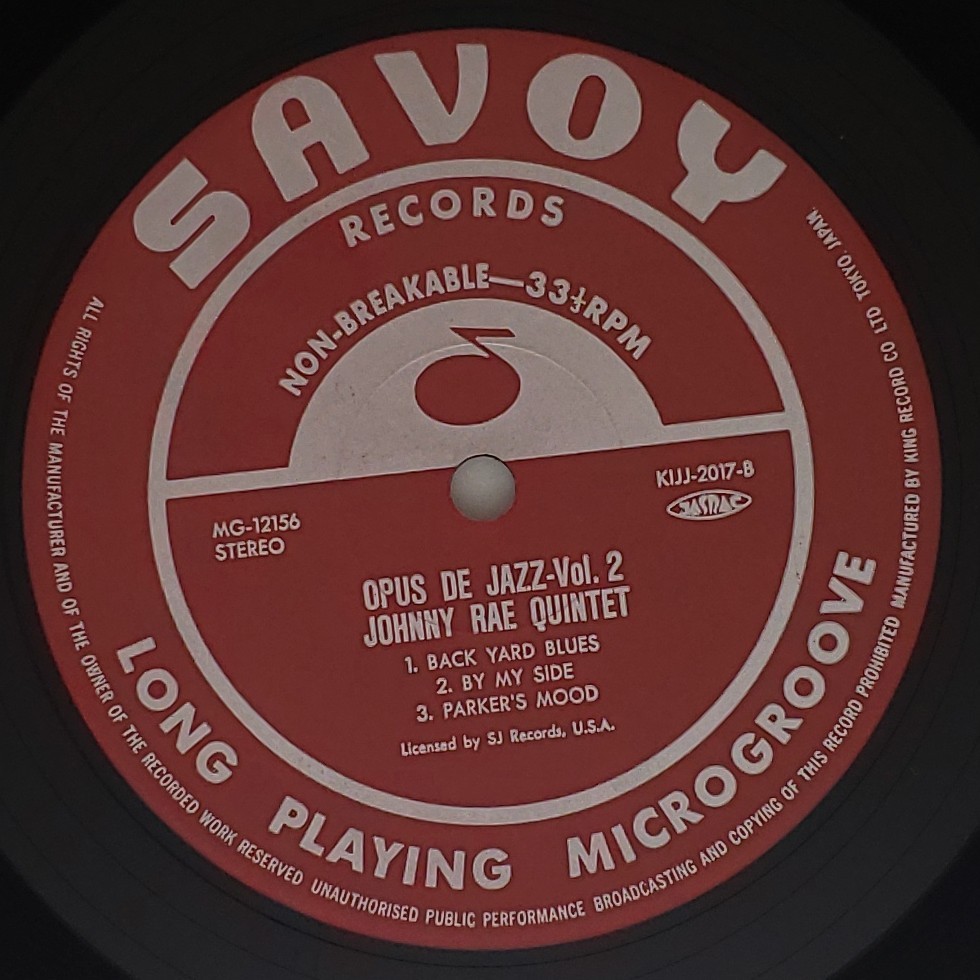 SAVOY
RECORDS
NON-BREAKABLE—33⅓RPM
KIJJ-2017-B
JASRAC
MG-12156
STEREO
OPUS DE JAZZ-Vol. 2
JOHNNY RAE QUINTET
1. BACK YARD BLUES
2. BY MY SIDE
3. PARKER'S MOOD
Licensed by SJ Records, U.S.A.
LONG PLAYING MICROGROOVE
ALL RIGHTS OF THE MANUFACTURER AND OF THE OWNER OF THE RECORDED WORK RESERVED UNAUTHORISED PUBLIC PERFORMANCE BROADCASTING AND COPYING OF THIS RECORD PROHIBITED MANUFACTURED BY KING RECORD CO LTD TOKYO. JAPAN.